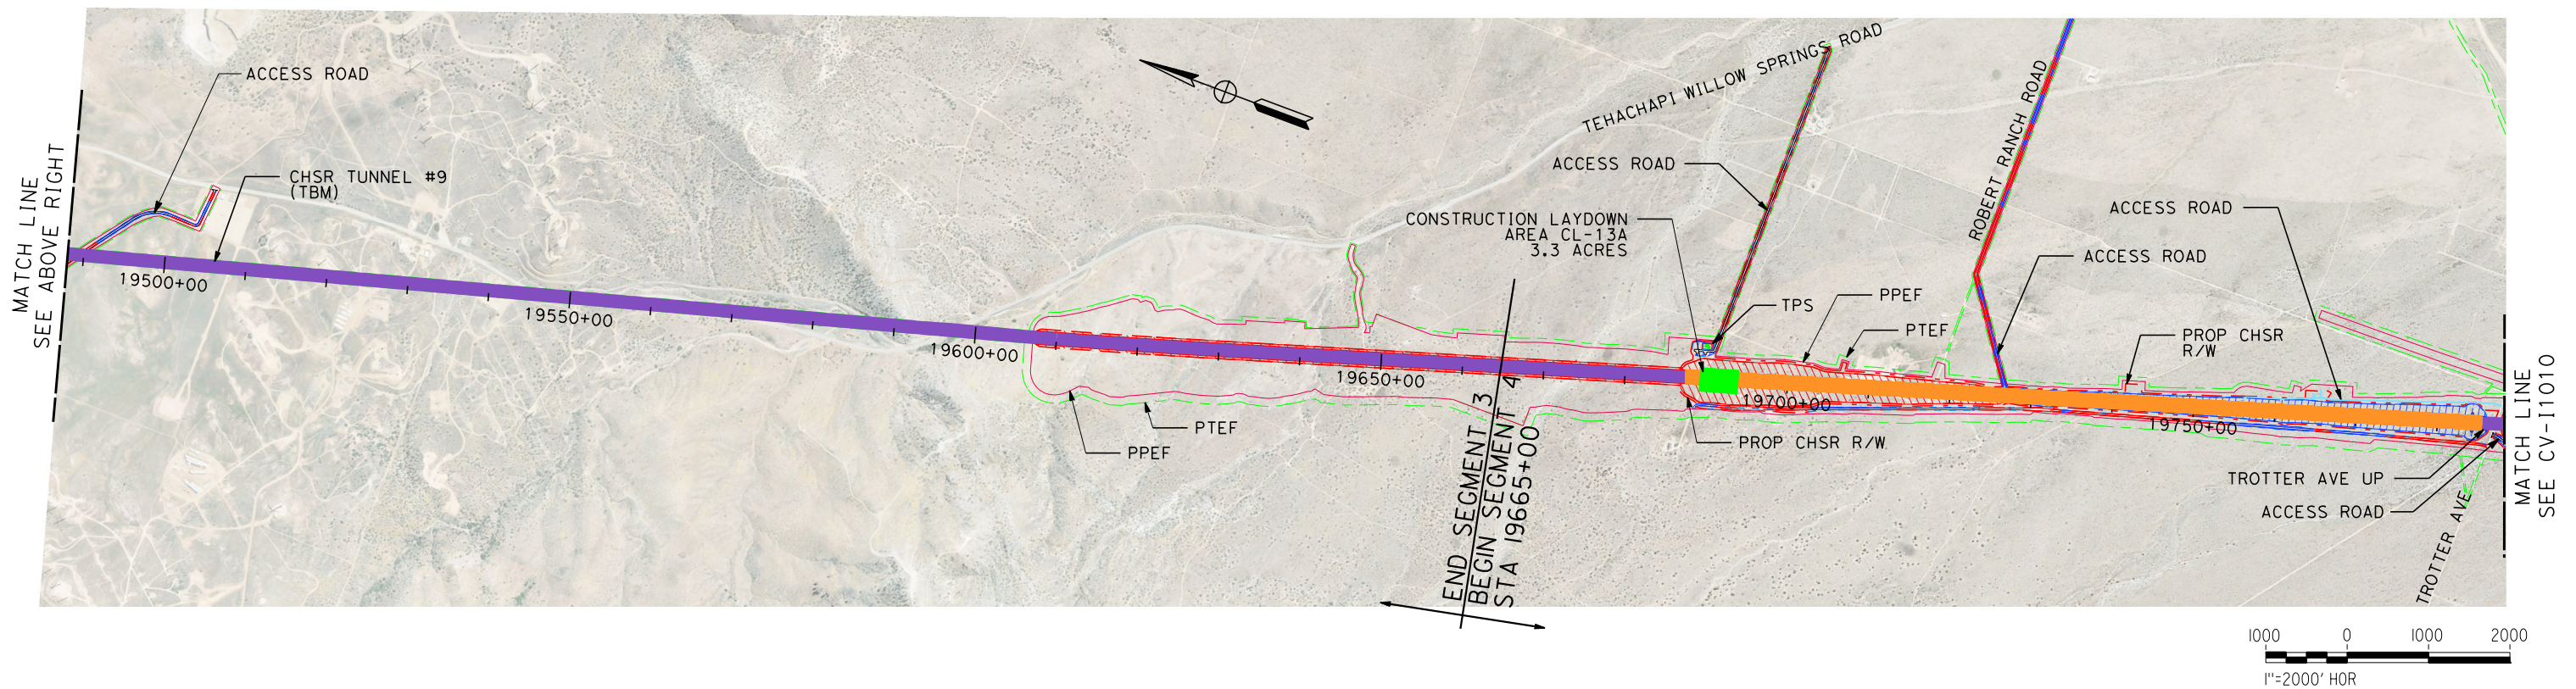 MATCH LINE
SEE ABOVE RIGHT
ACCESS ROAD
CHSR TUNNEL #9
(TBM)
19500+00
19550+00
19600+00
19650+00
PPEF
PTEF
END SEGMENT 3
BEGIN SEGMENT 4
STA 19665+00
TEHACHAPI WILLOW SPRINGS ROAD
ACCESS ROAD
CONSTRUCTION LAYDOWN
AREA CL-13A
3.3 ACRES
TPS
PPEF
PTEF
PROP CHSR R/W
19700+00
ROBERT RANCH ROAD
ACCESS ROAD
ACCESS ROAD
PROP CHSR
R/W
19750+00
TROTTER AVE UP
ACCESS ROAD
TROTTER AVE
MATCH LINE
SEE CV-I1010
1000 0 1000 2000
1"=2000' HOR